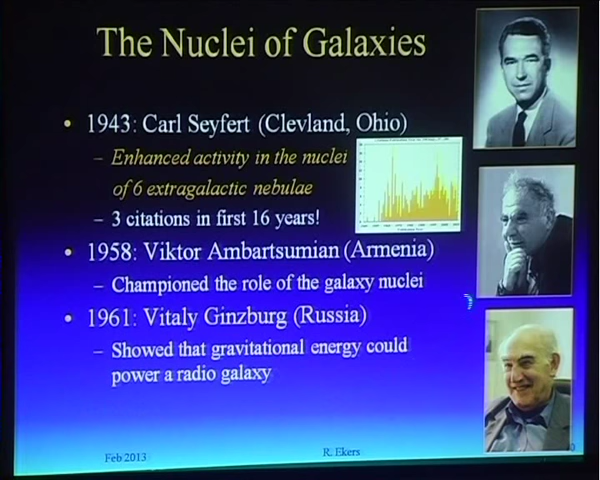 The Nuclei of Galaxies
• 1943: Carl Seyfert (Clevland, Ohio)
– Enhanced activity in the nuclei
of 6 extragalactic nebulae
– 3 citations in first 16 years!
• 1958: Viktor Ambartsumian (Armenia)
– Championed the role of the galaxy nuclei
• 1961: Vitaly Ginzburg (Russia)
– Showed that gravitational energy could
power a radio galaxy
Feb 2013
R. Ekers